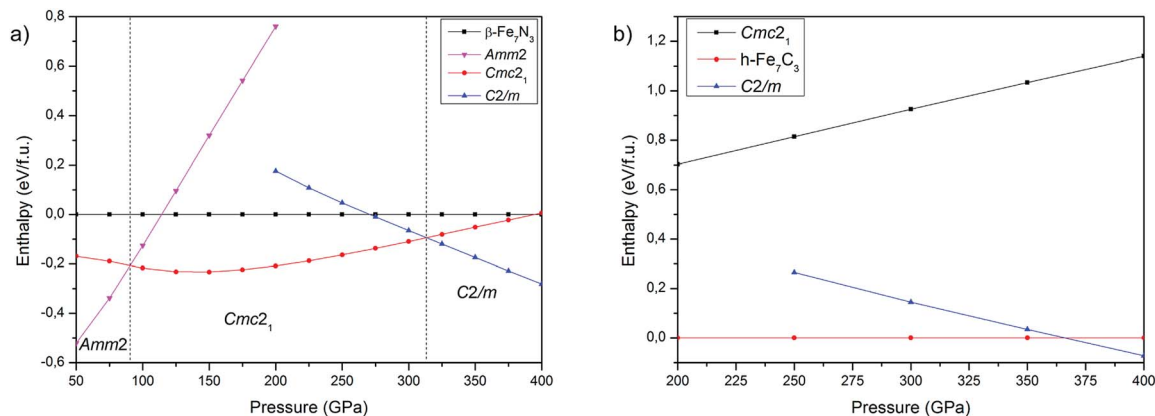 a)
Enthalpy (eV/f.u.)
0,8
0,6
0,4
0,2
0,0
-0,2
-0,4
-0,6
β-Fe₇N₃
Amm2
Cmc2₁
C2/m
Amm2
Cmc2₁
C2/m
50 100 150 200 250 300 350 400
Pressure (GPa)
b)
Enthalpy (eV/f.u.)
1,2
1,0
0,8
0,6
0,4
0,2
0,0
Cmc2₁
h-Fe₇C₃
C2/m
200 225 250 275 300 325 350 375 400
Pressure (GPa)